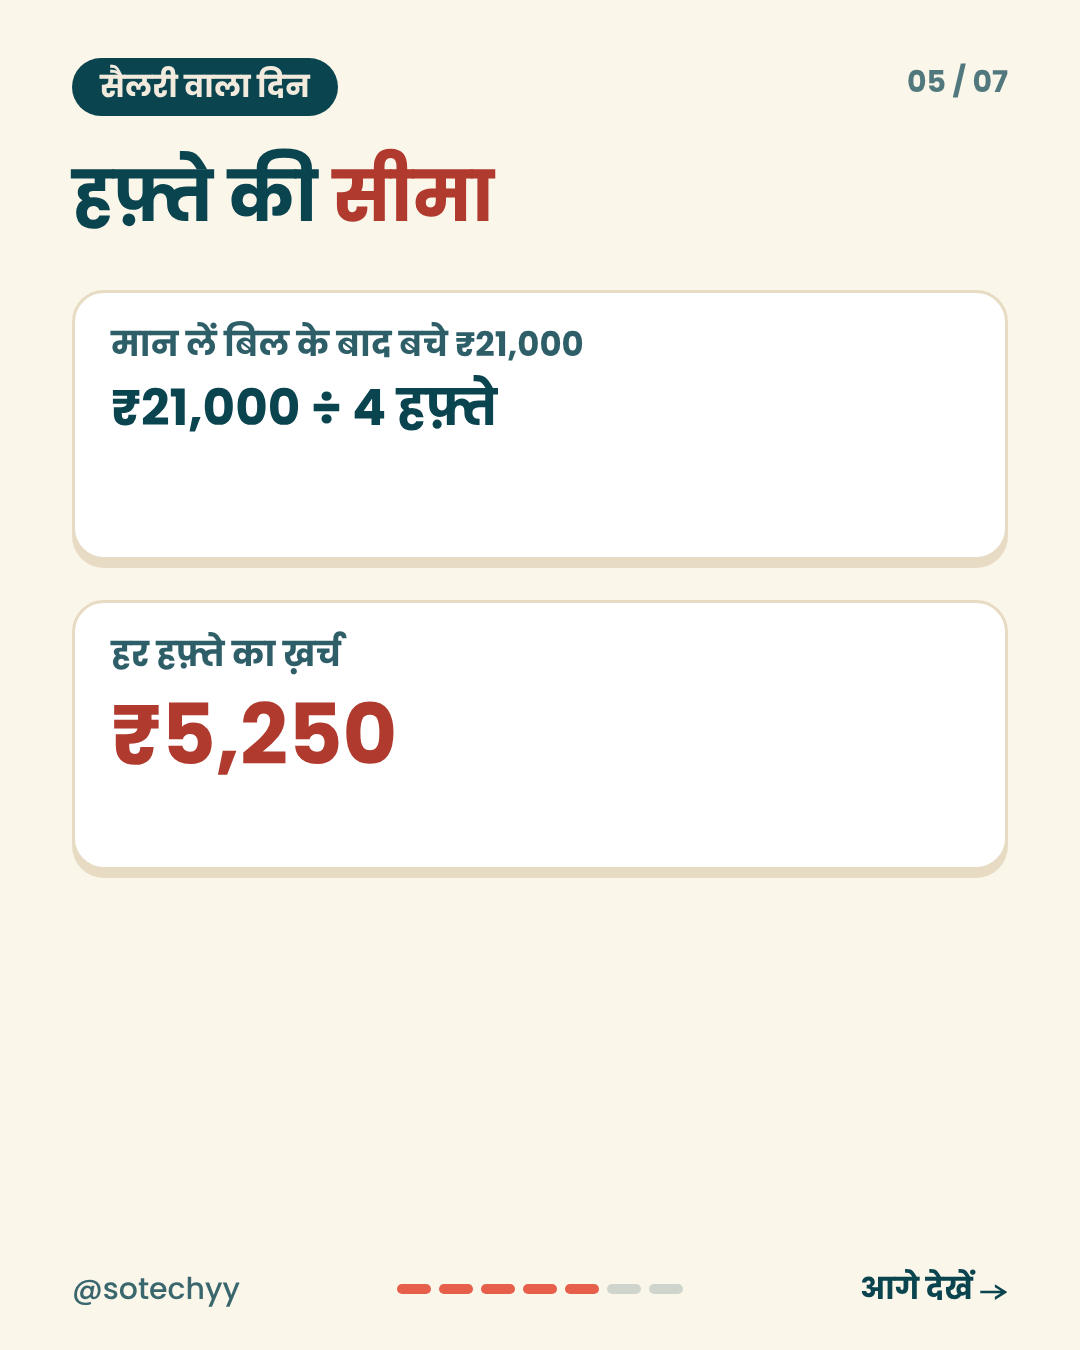 सैलरी वाला दिन
05 / 07
हफ़्ते की सीमा
मान लें बिल के बाद बचे ₹21,000
₹21,000 ÷ 4 हफ़्ते
हर हफ़्ते का ख़र्च
₹5,250
@sotechyy
आगे देखें →